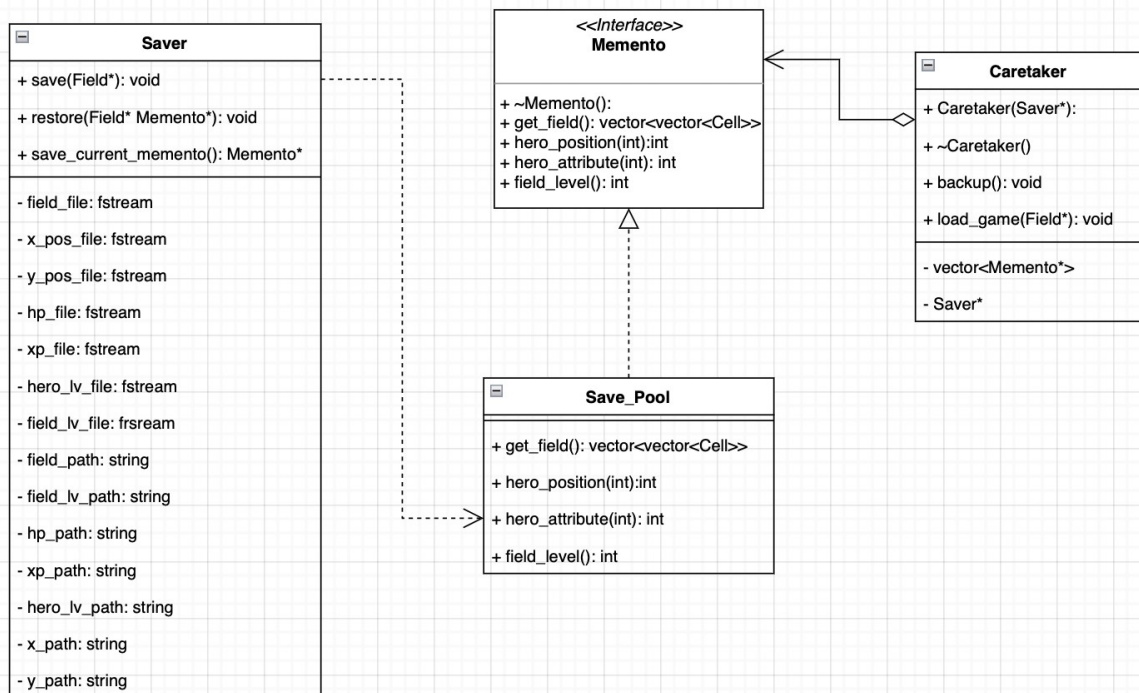 Saver
+ save(Field*): void
+ restore(Field* Memento*): void
+ save_current_memento(): Memento*
- field_file: fstream
- x_pos_file: fstream
- y_pos_file: fstream
- hp_file: fstream
- xp_file: fstream
- hero_lv_file: fstream
- field_lv_file: frsream
- field_path: string
- field_lv_path: string
- hp_path: string
- xp_path: string
- hero_lv_path: string
- x_path: string
- y_path: string
<<Interface>>
Memento
+ ~Memento():
+ get_field(): vector<vector<Cell>>
+ hero_position(int):int
+ hero_attribute(int): int
+ field_level(): int
Save_Pool
+ get_field(): vector<vector<Cell>>
+ hero_position(int):int
+ hero_attribute(int): int
+ field_level(): int
Caretaker
+ Caretaker(Saver*):
+ ~Caretaker()
+ backup(): void
+ load_game(Field*): void
- vector<Memento*>
- Saver*